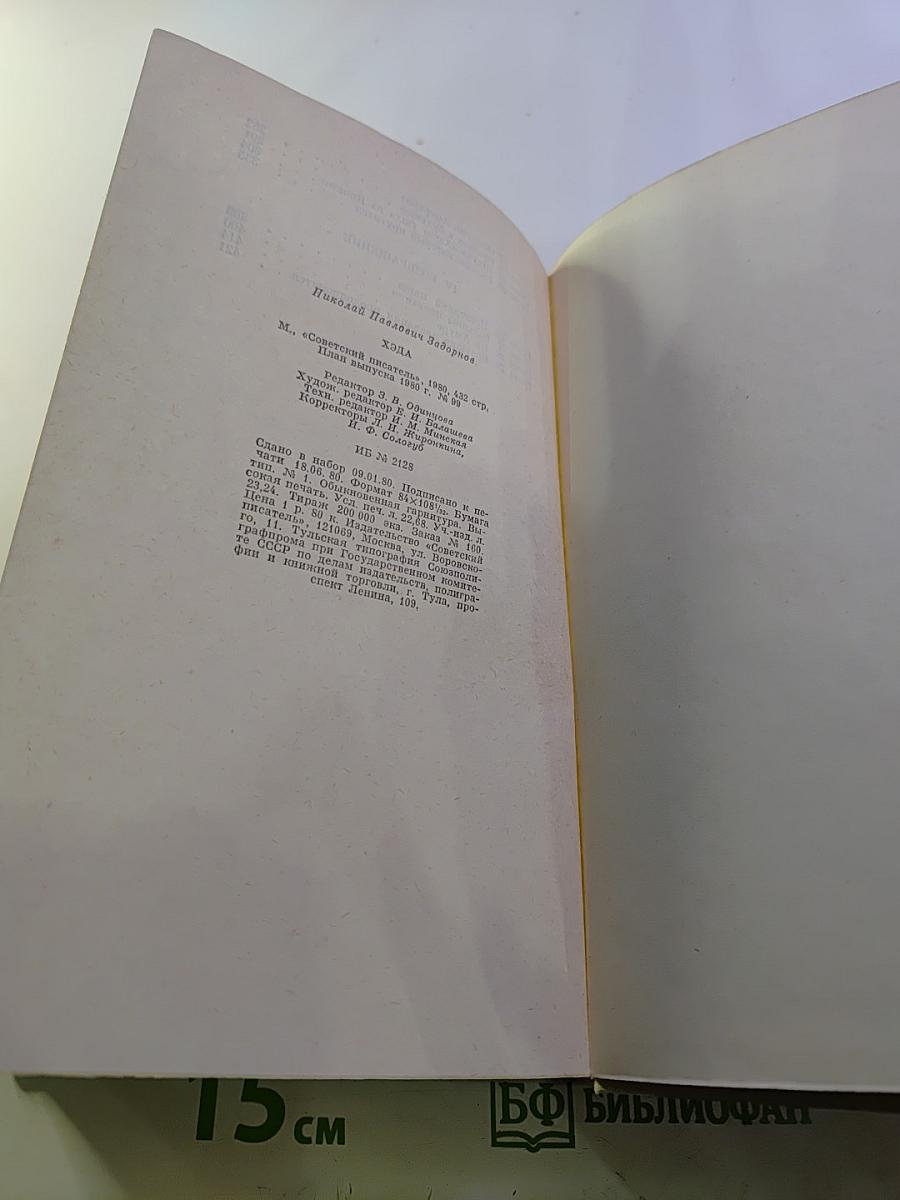 Николай Павлович Задорнов
ХЭДА
М., «Советский писатель», 1980, 432 стр.
План выпуска 1980 г. № 99
Редактор Э. В. Одинцова
Худож. редактор Е. И. Балашева
Техн. редактор И. М. Минская
Корректоры Л. И. Жиронкина,
И. Ф. Сологуб
ИБ № 2128
Сдано в набор 09.01.80. Подписано к пе-
чати 18.06.80. Формат 84×108¹/₃₂. Бумага
тип. № 1. Обыкновенная гарнитура. Вы-
сокая печать. Усл. печ. л. 22,68. Уч.-изд. л.
23,24. Тираж 200 000 экз. Заказ № 160.
Цена 1 р. 80 к. Издательство «Советский
писатель», 121069, Москва, ул. Воровско-
го, 11. Тульская типография Союзполи-
графпрома при Государственном комите-
те СССР по делам издательств, полигра-
фии и книжной торговли, г. Тула, про-
спект Ленина, 109.
15 см
БФ БИБЛИОФАН